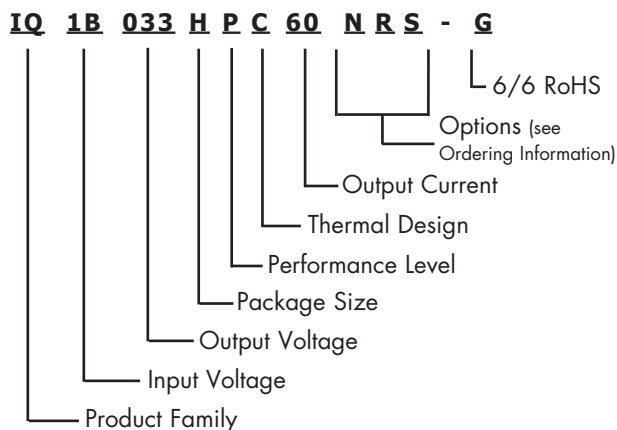 IQ 1B 033 H P C 60 N R S - G
6/6 RoHS
Options (see
Ordering Information)
Output Current
Thermal Design
Performance Level
Package Size
Output Voltage
Input Voltage
Product Family